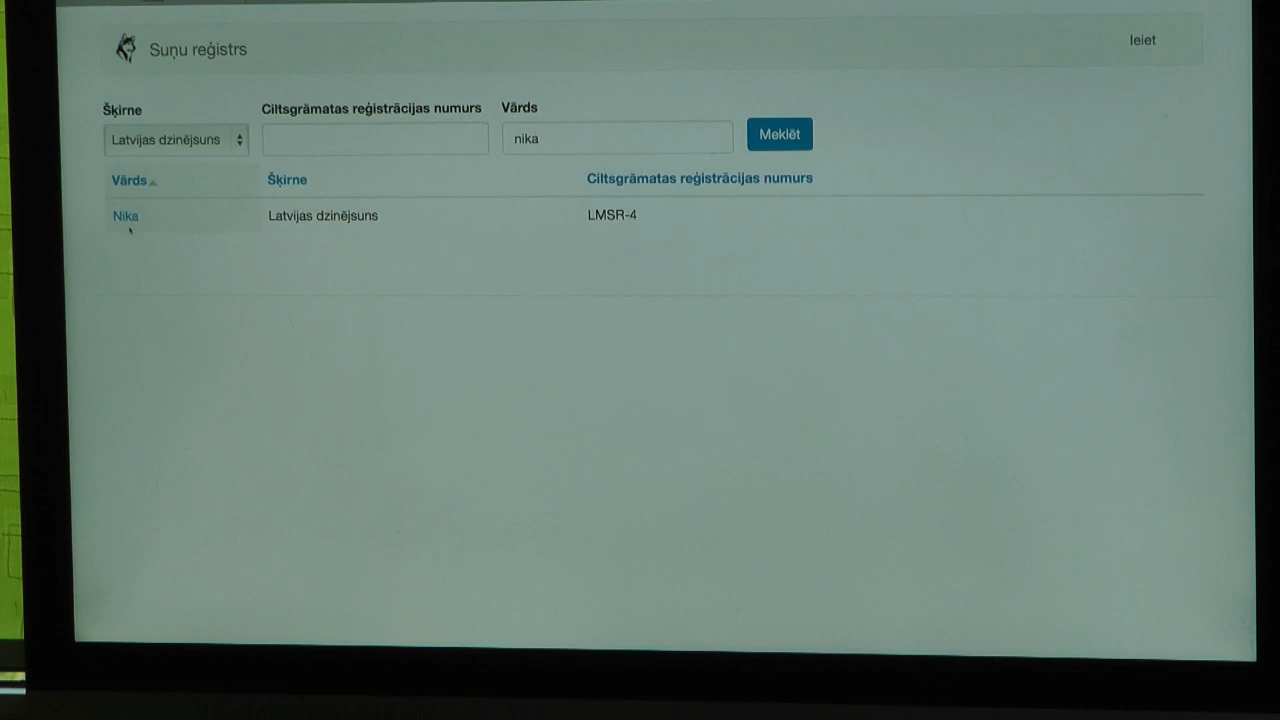 Suņu reģistrs
Ieiet
Šķirne Ciltsgrāmatas reģistrācijas numurs Vārds
Latvijas dzinējsuns nika Meklēt
Vārds Šķirne Ciltsgrāmatas reģistrācijas numurs
Nika Latvijas dzinējsuns LMSR-4